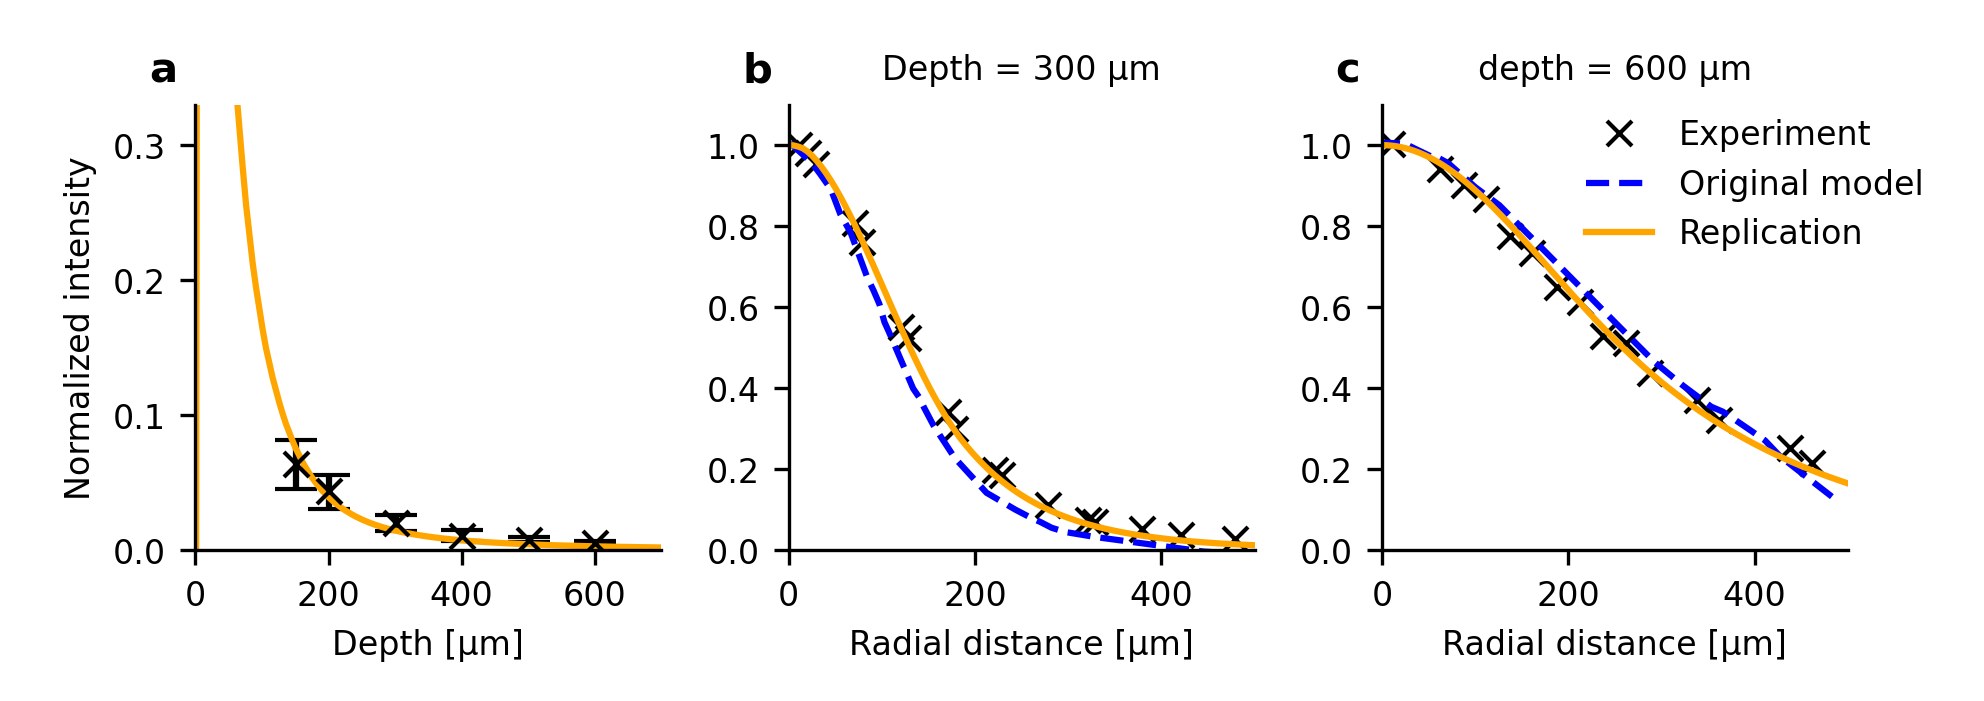 a
Normalized intensity
0.3
0.2
0.1
0.0
0 200 400 600
Depth [µm]
b
Depth = 300 µm
1.0
0.8
0.6
0.4
0.2
0.0
0 200 400
Radial distance [µm]
c
depth = 600 µm
1.0
0.8
0.6
0.4
0.2
0.0
0 200 400
Radial distance [µm]
Experiment
Original model
Replication